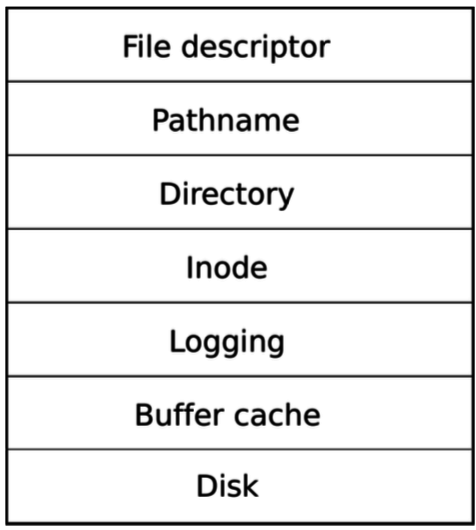 File descriptor
Pathname
Directory
Inode
Logging
Buffer cache
Disk